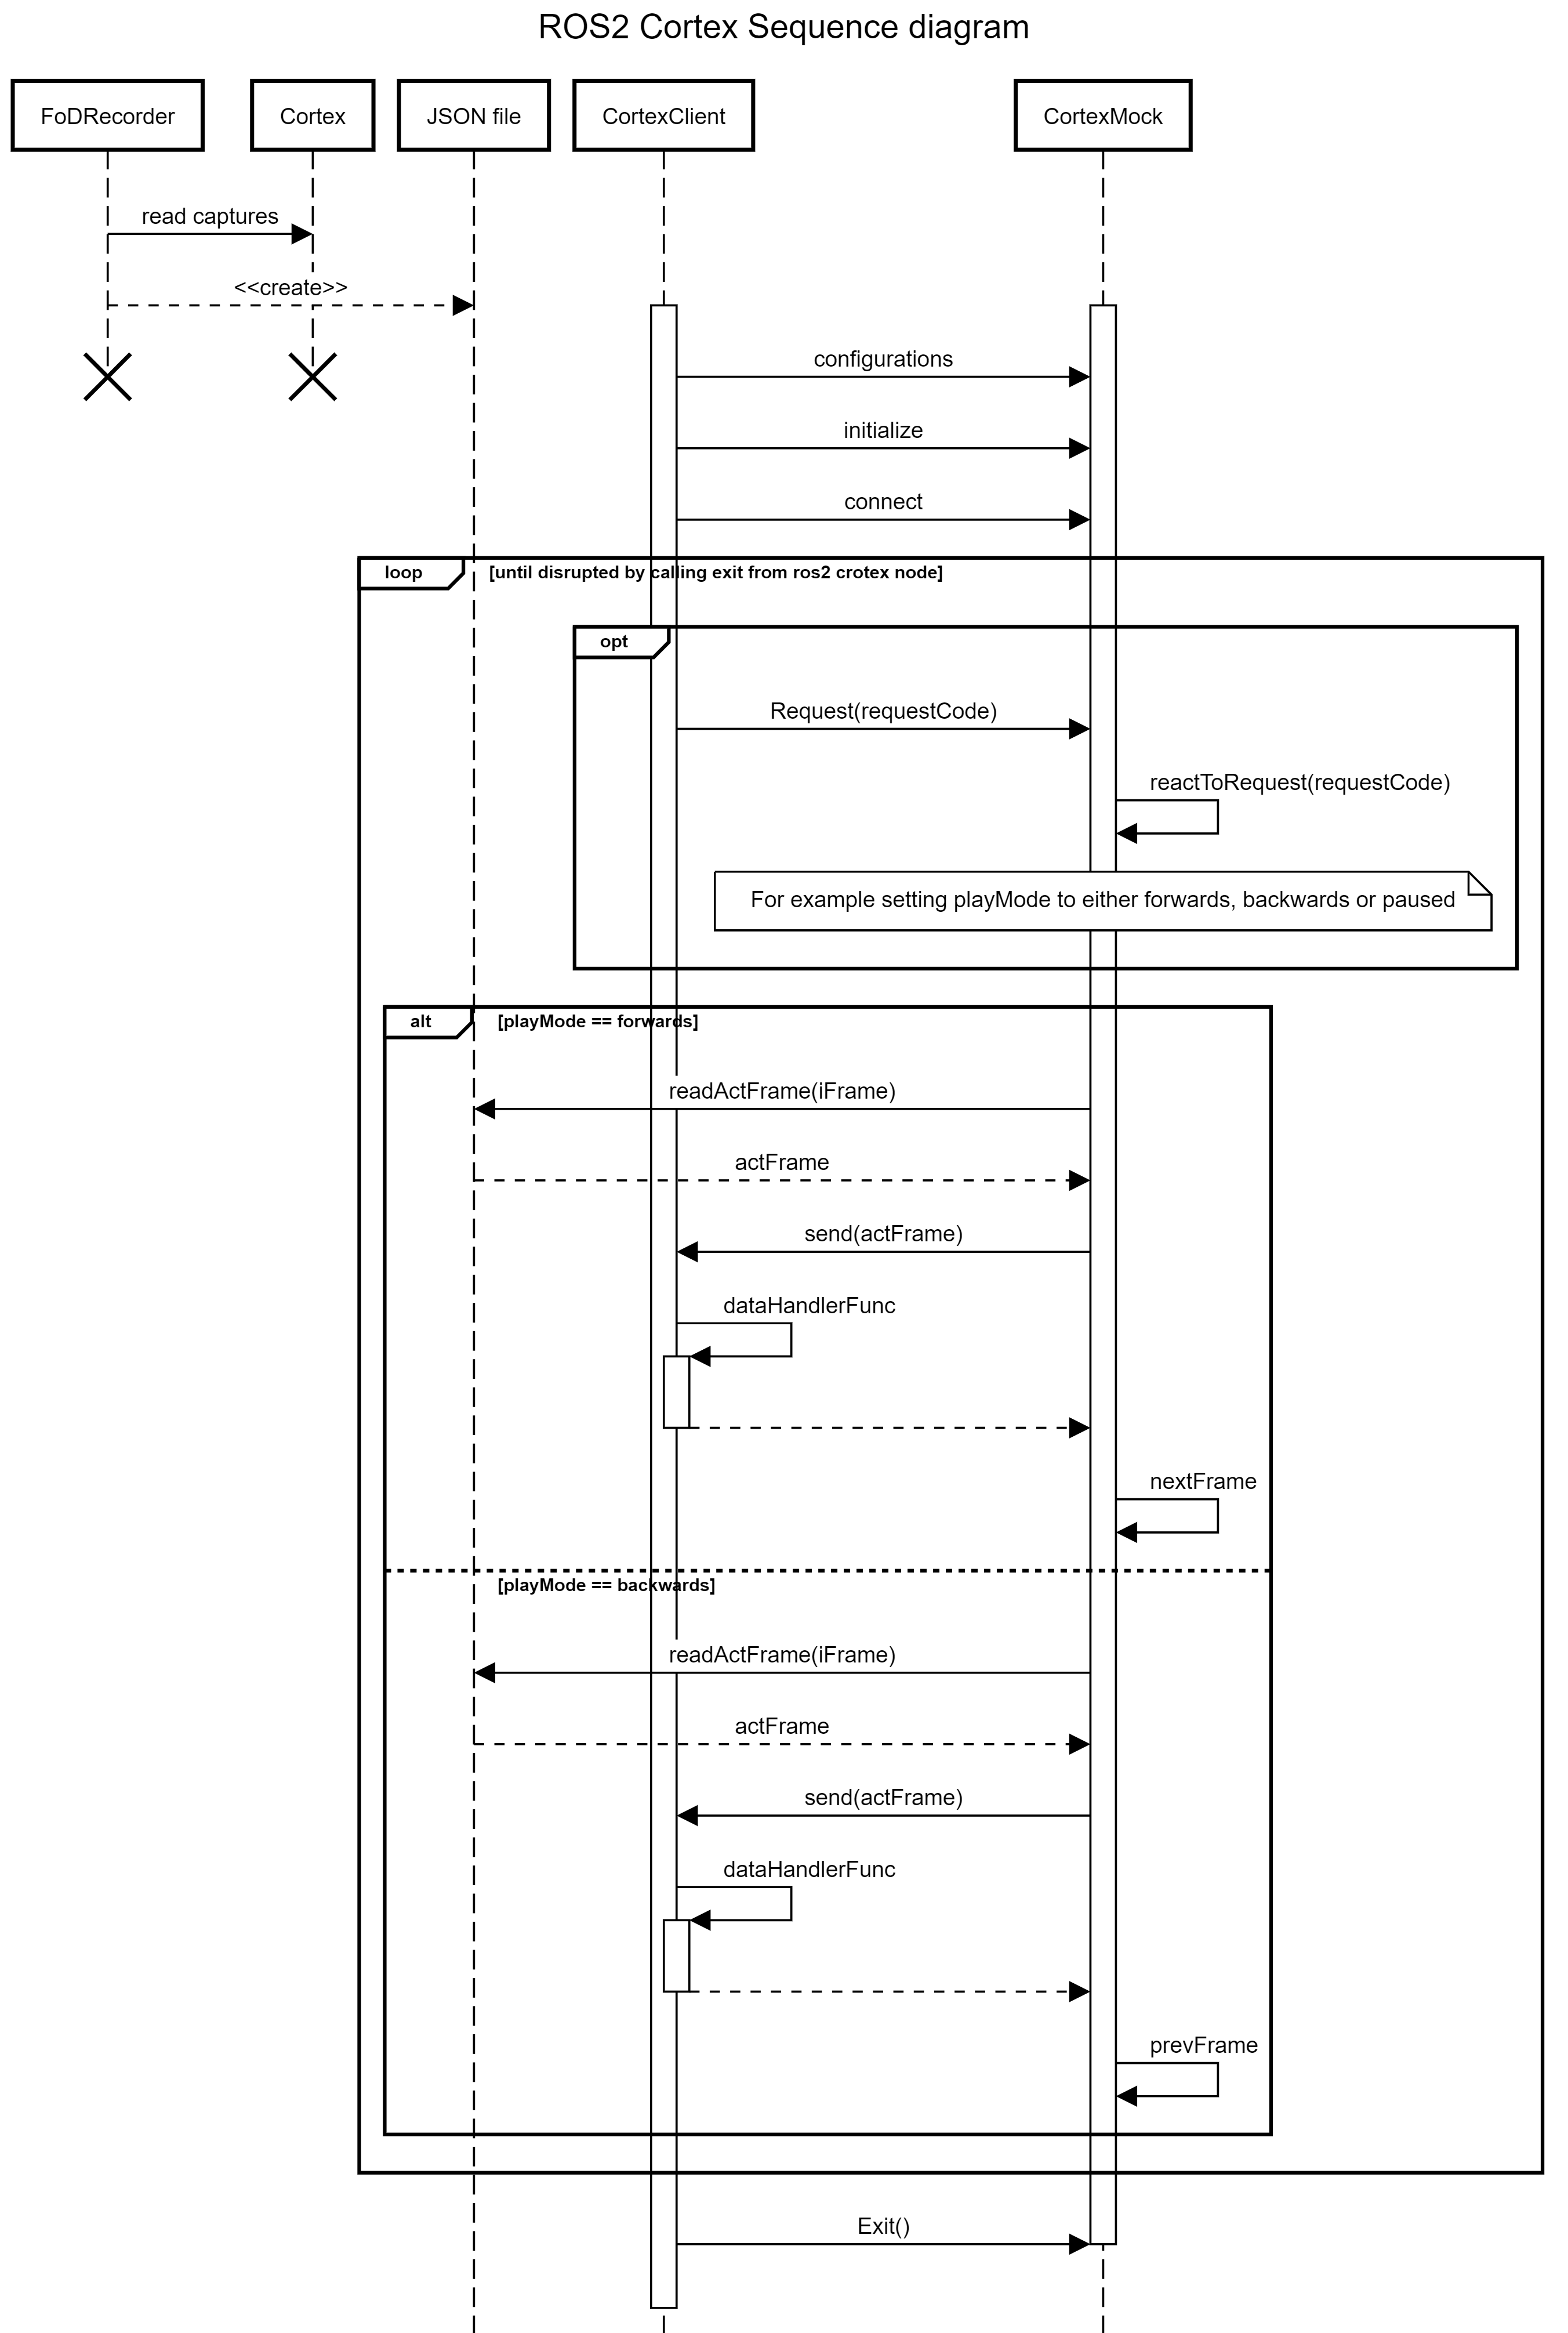 ROS2 Cortex Sequence diagram
FoDRecorder
Cortex
JSON file
CortexClient
CortexMock
read captures
<<create>>
configurations
initialize
connect
loop
[until disrupted by calling exit from ros2 crotex node]
opt
Request(requestCode)
reactToRequest(requestCode)
For example setting playMode to either forwards, backwards or paused
alt
[playMode == forwards]
readActFrame(iFrame)
actFrame
send(actFrame)
dataHandlerFunc
nextFrame
[playMode == backwards]
readActFrame(iFrame)
actFrame
send(actFrame)
dataHandlerFunc
prevFrame
Exit()